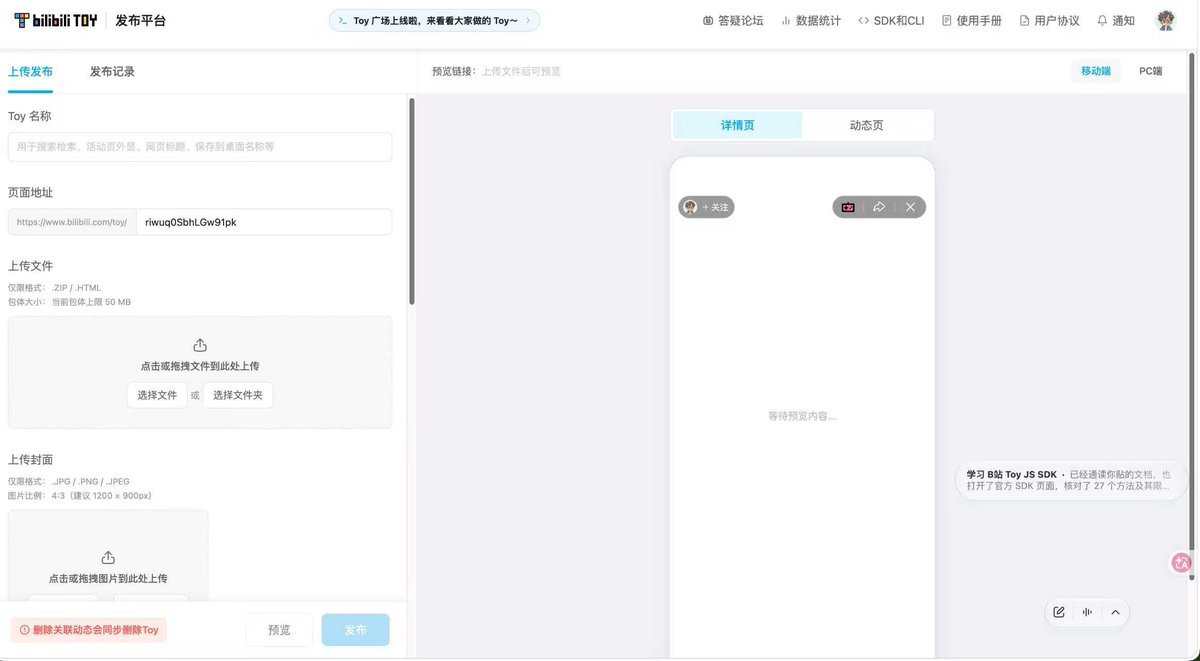 bilibili TOY 发布平台
Toy 广场上线啦，来看看大家做的 Toy～
答疑论坛 数据统计 SDK和CLI 使用手册 用户协议 通知
上传发布 发布记录
预览链接： 上传文件后可预览
移动端 PC端
Toy 名称
用于搜索检索、活动页外显、网页标题、保存到桌面名称等
页面地址
https://www.bilibili.com/toy/ riwuq0SbhLGw91pk
上传文件
仅限格式： .ZIP / .HTML
包体大小： 当前包体上限 50 MB
点击或拖拽文件到此处上传
选择文件 或 选择文件夹
上传封面
仅限格式： .JPG / .PNG / .JPEG
图片比例： 4:3（建议 1200 × 900px）
点击或拖拽图片到此处上传
删除关联动态会同步删除Toy
预览 发布
详情页 动态页
+ 关注
等待预览内容...
学习 B站 Toy JS SDK · 已经通读你贴的文档，也
打开了官方 SDK 页面，核对了 27 个方法及其限...